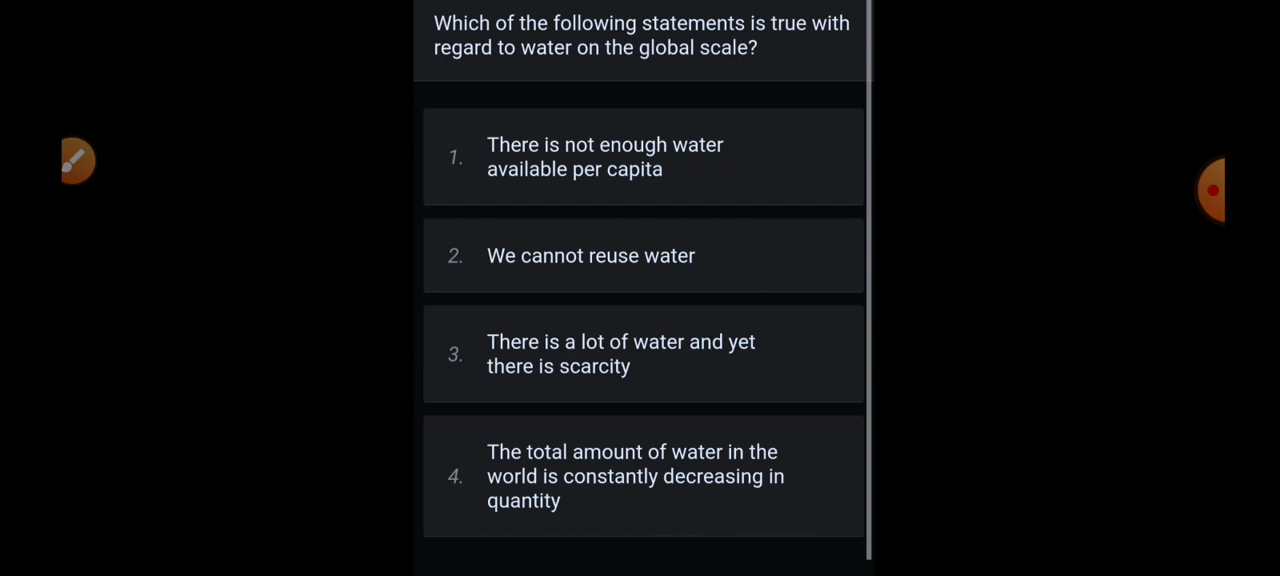 Which of the following statements is true with
regard to water on the global scale?
1. There is not enough water
available per capita
2. We cannot reuse water
3. There is a lot of water and yet
there is scarcity
4. The total amount of water in the
world is constantly decreasing in
quantity